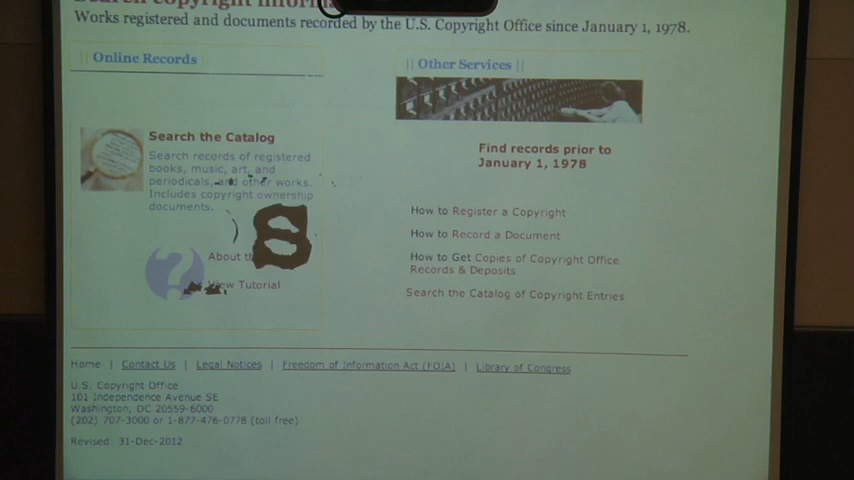 Search copyright
Works registered and documents recorded by the U.S. Copyright Office since January 1, 1978.
|| Online Records
Search the Catalog
Search records of registered
books, music, art, and
periodicals, and other works.
Includes copyright ownership
documents.
About
View Tutorial
|| Other Services ||
Find records prior to
January 1, 1978
How to Register a Copyright
How to Record a Document
How to Get Copies of Copyright Office
Records & Deposits
Search the Catalog of Copyright Entries
Home | Contact Us | Legal Notices | Freedom of Information Act (FOIA) | Library of Congress
U.S. Copyright Office
101 Independence Avenue SE
Washington, DC 20559-6000
(202) 707-3000 or 1-877-476-0778 (toll free)
Revised: 31-Dec-2012